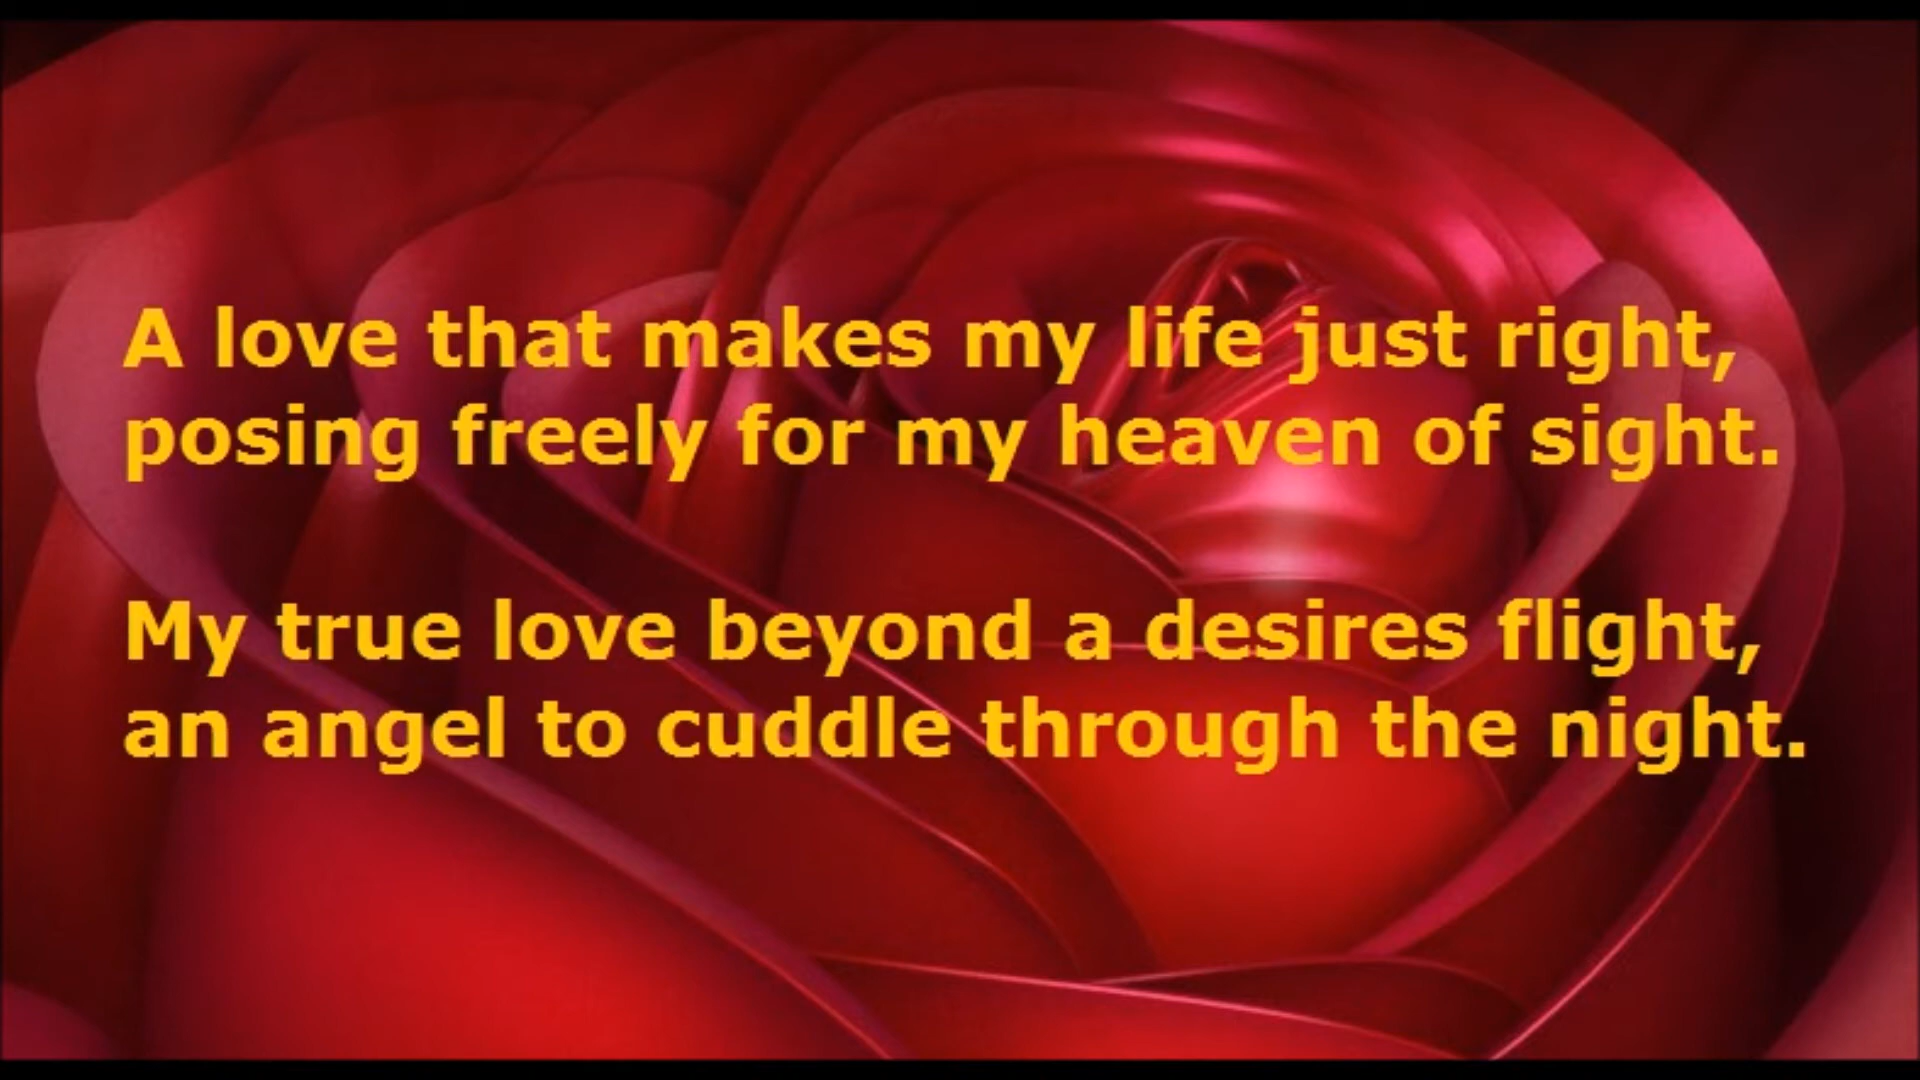 A love that makes my life just right,
posing freely for my heaven of sight.
My true love beyond a desires flight,
an angel to cuddle through the night.